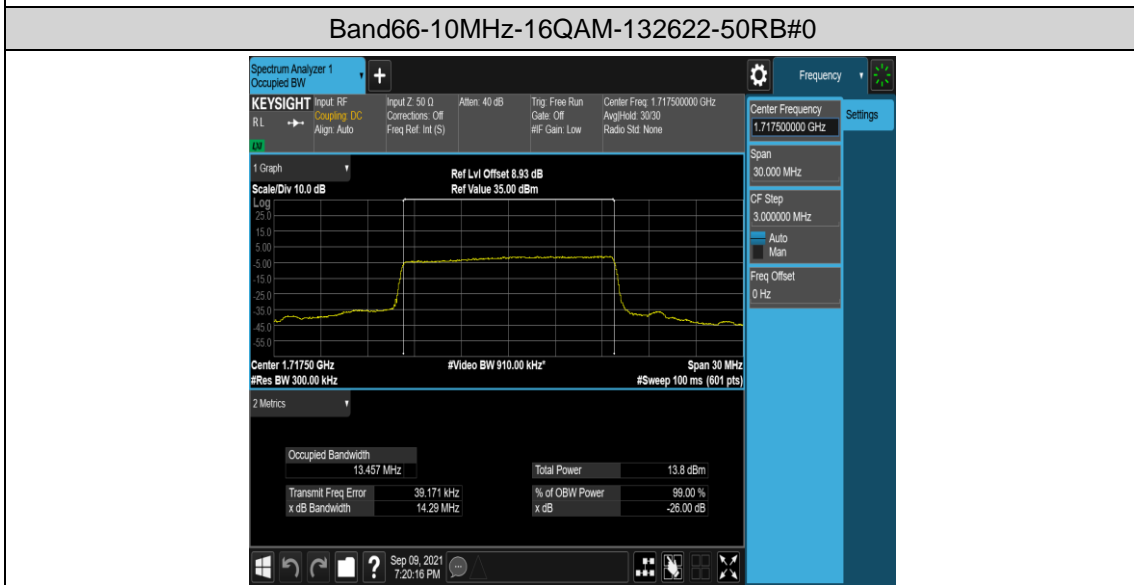 Band66-10MHz-16QAM-132622-50RB#0
Spectrum Analyzer 1
Occupied BW
Frequency
KEYSIGHT
RL
Input: RF
Coupling: DC
Align: Auto
Input Z: 50 Ω
Corrections: Off
Freq Ref: Int (S)
Atten: 40 dB
Trig: Free Run
Gate: Off
#IF Gain: Low
Center Freq: 1.717500000 GHz
Avg|Hold: 30/30
Radio Std: None
Center Frequency
1.717500000 GHz
Settings
Span
30.000 MHz
CF Step
3.000000 MHz
Auto
Man
Freq Offset
0 Hz
1 Graph
Ref Lvl Offset 8.93 dB
Scale/Div 10.0 dB
Ref Value 35.00 dBm
Log
25.0
15.0
5.00
-5.00
-15.0
-25.0
-35.0
-45.0
-55.0
Center 1.71750 GHz
#Video BW 910.00 kHz*
Span 30 MHz
#Res BW 300.00 kHz
#Sweep 100 ms (601 pts)
2 Metrics
Occupied Bandwidth
13.457 MHz
Total Power 13.8 dBm
Transmit Freq Error 39.171 kHz
% of OBW Power 99.00 %
x dB Bandwidth 14.29 MHz
x dB -26.00 dB
?
Sep 09, 2021
7:20:16 PM